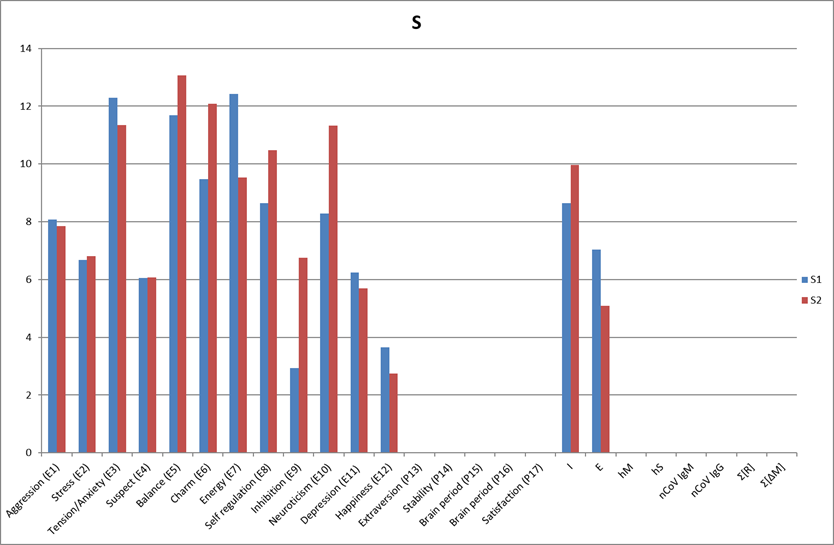 S
14
12
10
8
6
4
2
0
Aggression (E1)
Stress (E2)
Tension/Anxiety (E3)
Suspect (E4)
Balance (E5)
Charm (E6)
Energy (E7)
Self regulation (E8)
Inhibition (E9)
Neuroticism (E10)
Depression (E11)
Happiness (E12)
Extraversion (P13)
Stability (P14)
Brain period (P15)
Brain period (P16)
Satisfaction (P17)
I
E
hM
hS
nCoV IgM
nCoV IgG
Σ[R]
Σ[ΔM]
S1
S2